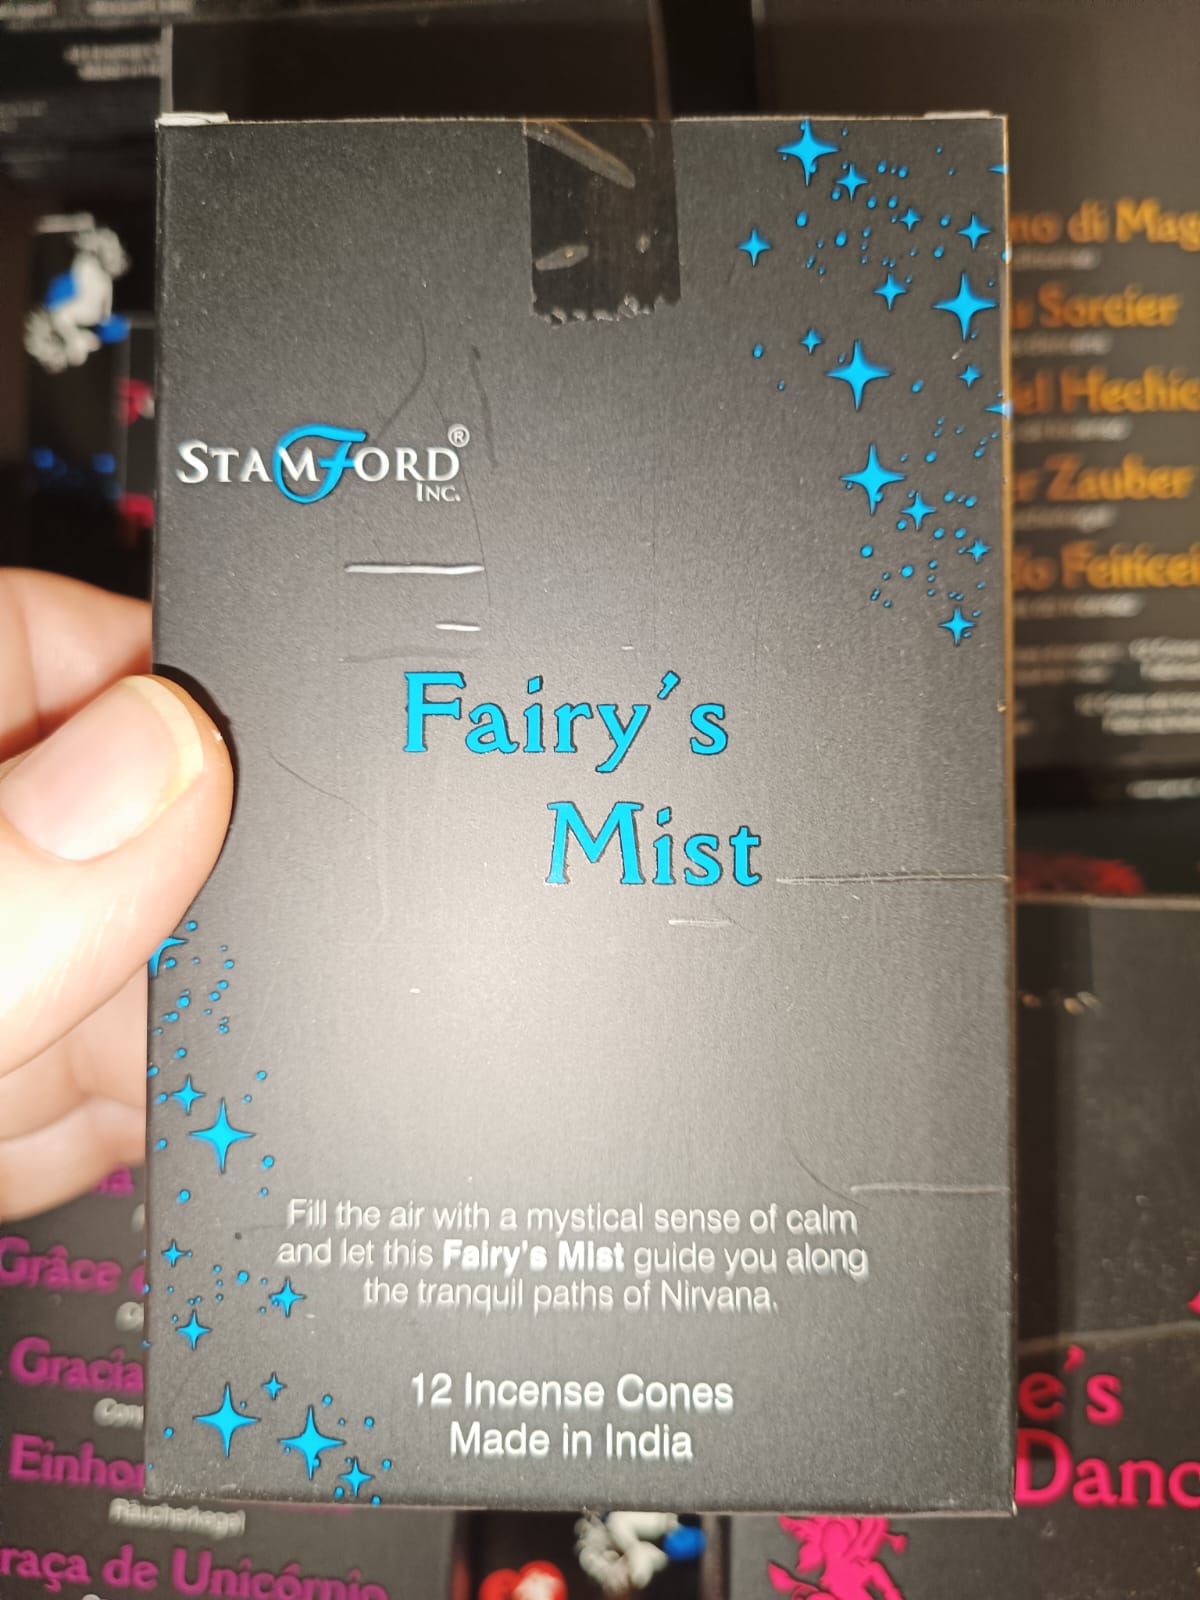 STAMFORD®
INC.
Fairy's
Mist
Fill the air with a mystical sense of calm
and let this Fairy's Mist guide you along
the tranquil paths of Nirvana.
12 Incense Cones
Made in India
di Mag
Sorcier
Zauber
Grâce
Gracia
Einhor
Räucherkegel
raça de Unicórnio
e's
Danc